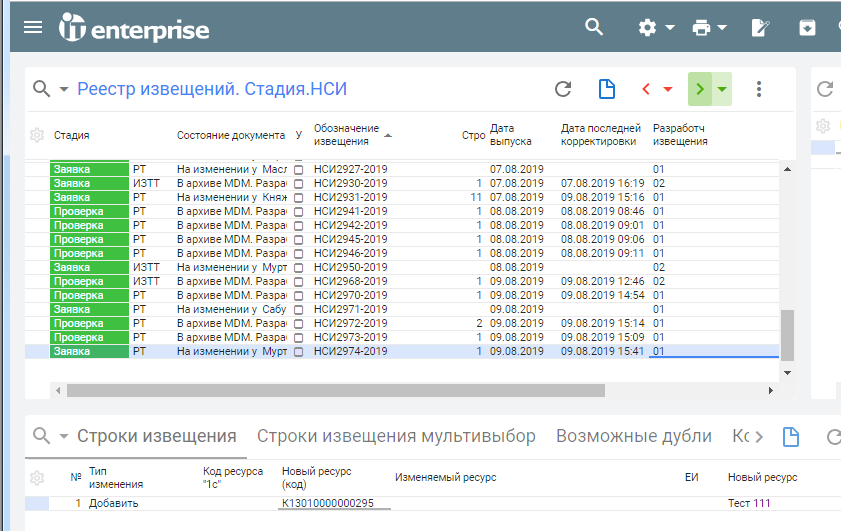 iT enterprise
Реестр извещений. Стадия.НСИ
Стадия Состояние документа У Обозначение извещения Стро Дата выпуска Дата последней корректировки Разработч извещения
Заявка РТ На изменении у Масл НСИ2927-2019 07.08.2019 01
Заявка ИЗТТ В архиве MDM. Разра НСИ2930-2019 1 07.08.2019 07.08.2019 16:19 02
Заявка РТ На изменении у Княж НСИ2931-2019 11 07.08.2019 09.08.2019 15:16 01
Проверка РТ В архиве MDM. Разра НСИ2941-2019 1 08.08.2019 08.08.2019 08:46 01
Проверка РТ В архиве MDM. Разра НСИ2942-2019 1 08.08.2019 08.08.2019 09:01 01
Проверка РТ В архиве MDM. Разра НСИ2945-2019 1 08.08.2019 08.08.2019 09:06 01
Проверка РТ В архиве MDM. Разра НСИ2946-2019 1 08.08.2019 08.08.2019 09:11 01
Заявка ИЗТТ На изменении у Мурт НСИ2950-2019 08.08.2019 02
Проверка ИЗТТ В архиве MDM. Разра НСИ2968-2019 1 09.08.2019 09.08.2019 12:46 02
Проверка РТ В архиве MDM. Разра НСИ2970-2019 1 09.08.2019 09.08.2019 14:54 01
Заявка РТ На изменении у Сабу НСИ2971-2019 09.08.2019 01
Проверка РТ В архиве MDM. Разра НСИ2972-2019 2 09.08.2019 09.08.2019 15:14 01
Проверка РТ В архиве MDM. Разра НСИ2973-2019 1 09.08.2019 09.08.2019 15:09 01
Заявка РТ На изменении у Мурт НСИ2974-2019 1 09.08.2019 09.08.2019 15:41 01
Строки извещения Строки извещения мультивыбор Возможные дубли Кс
№ Тип изменения Код ресурса "1с" Новый ресурс (код) Изменяемый ресурс ЕИ Новый ресурс
1 Добавить К13010000000295 Тест 111